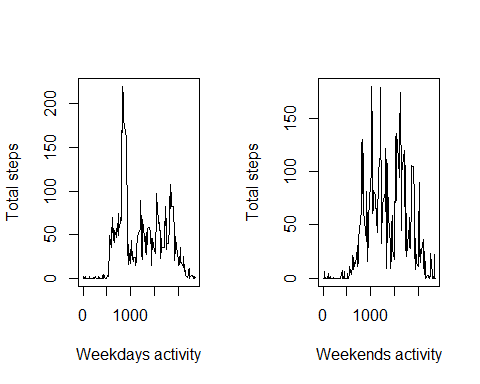 Total steps
0 50 100 150 200
0 1000
Weekdays activity
Total steps
0 50 100 150
0 1000
Weekends activity